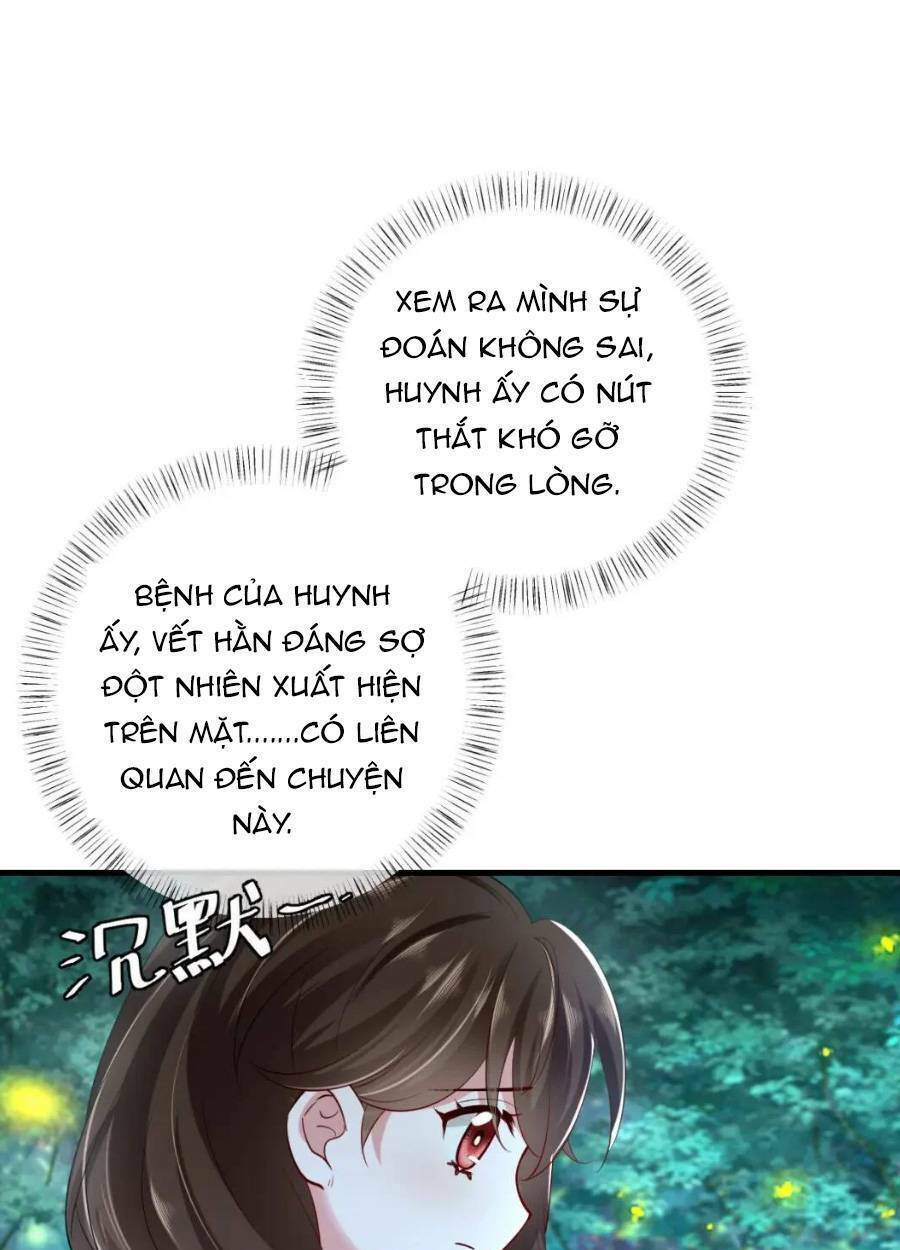 XEM RA MÌNH SỰ
ĐOÁN KHÔNG SAI,
HUYNH ẤY CÓ NÚT
THẮT KHÓ GỠ
TRONG LÒNG.
BỆNH CỦA HUYNH
ẤY, VẾT HẰN ĐÁNG SỢ
ĐỘT NHIÊN XUẤT HIỆN
TRÊN MẶT.......CÓ LIÊN
QUAN ĐẾN CHUYỆN
NÀY.
沉默一...